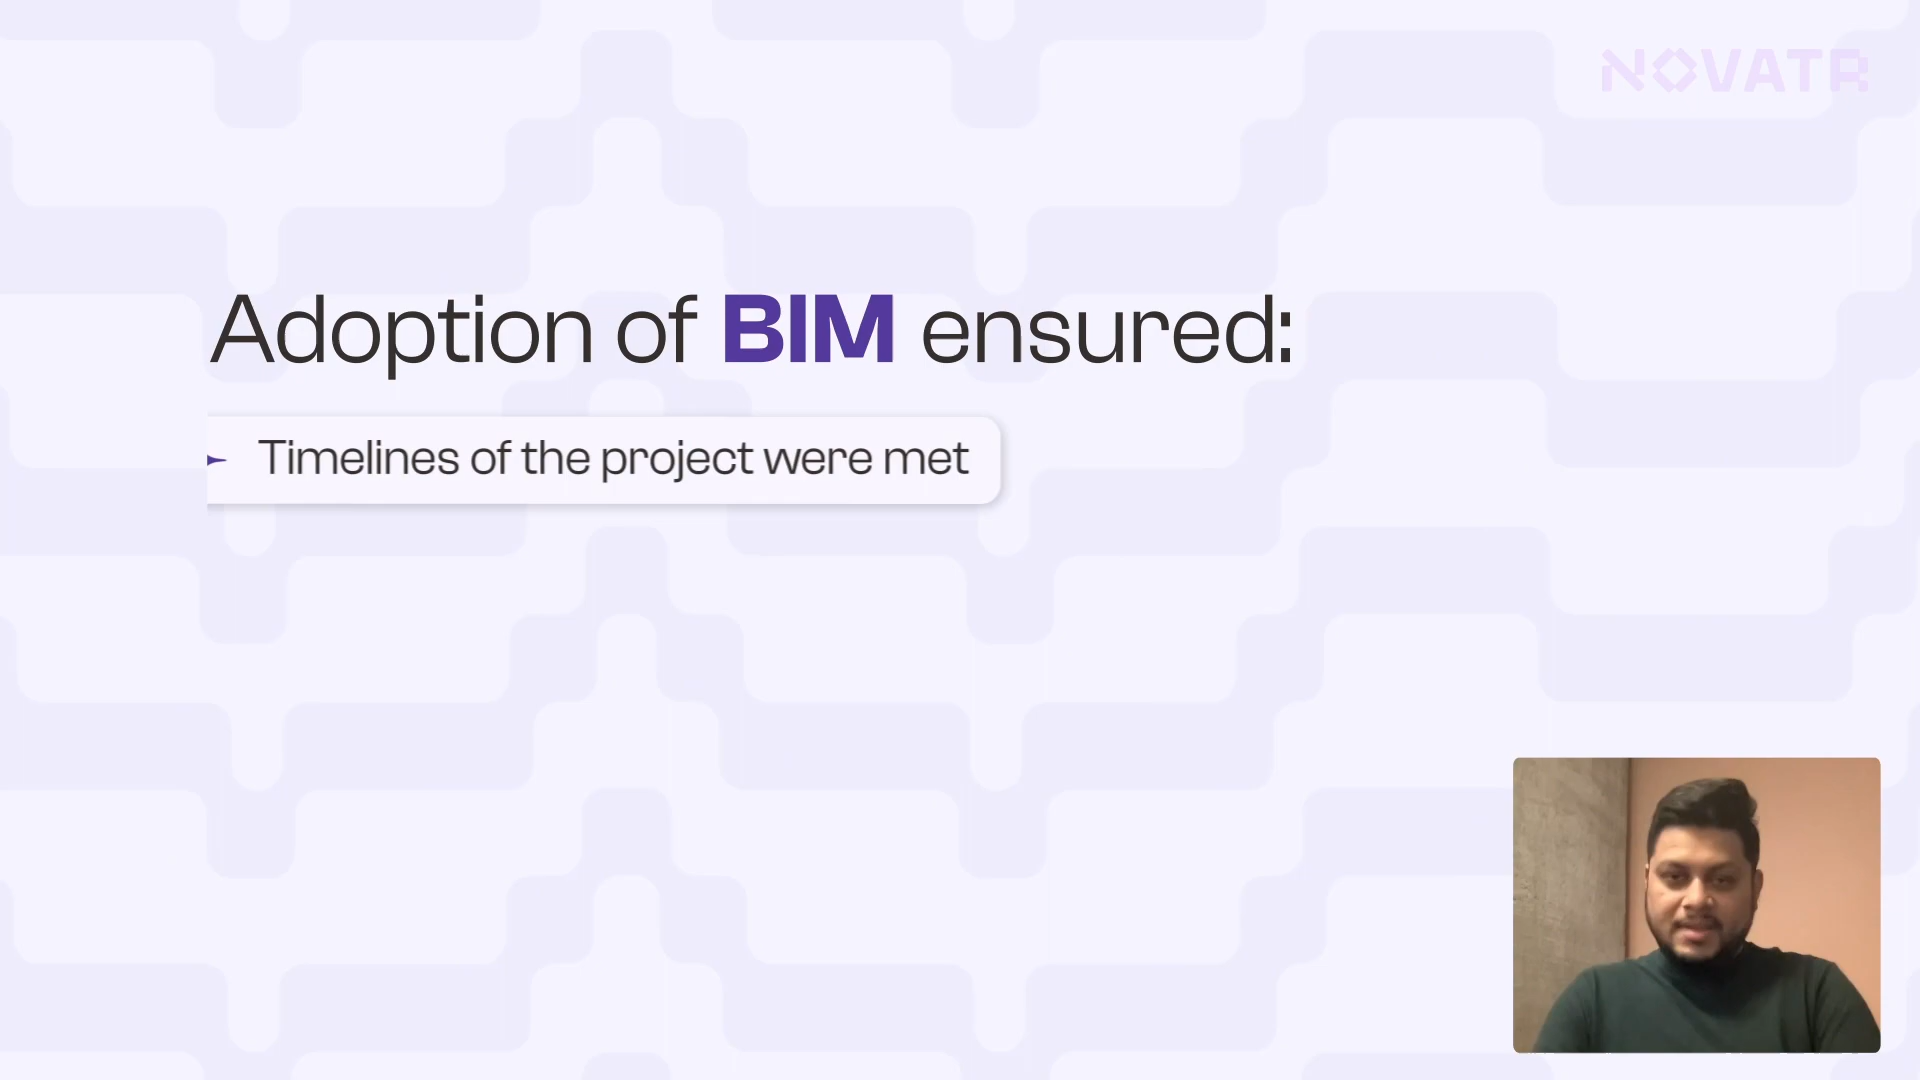 NOVATR
Adoption of BIM ensured:
Timelines of the project were met